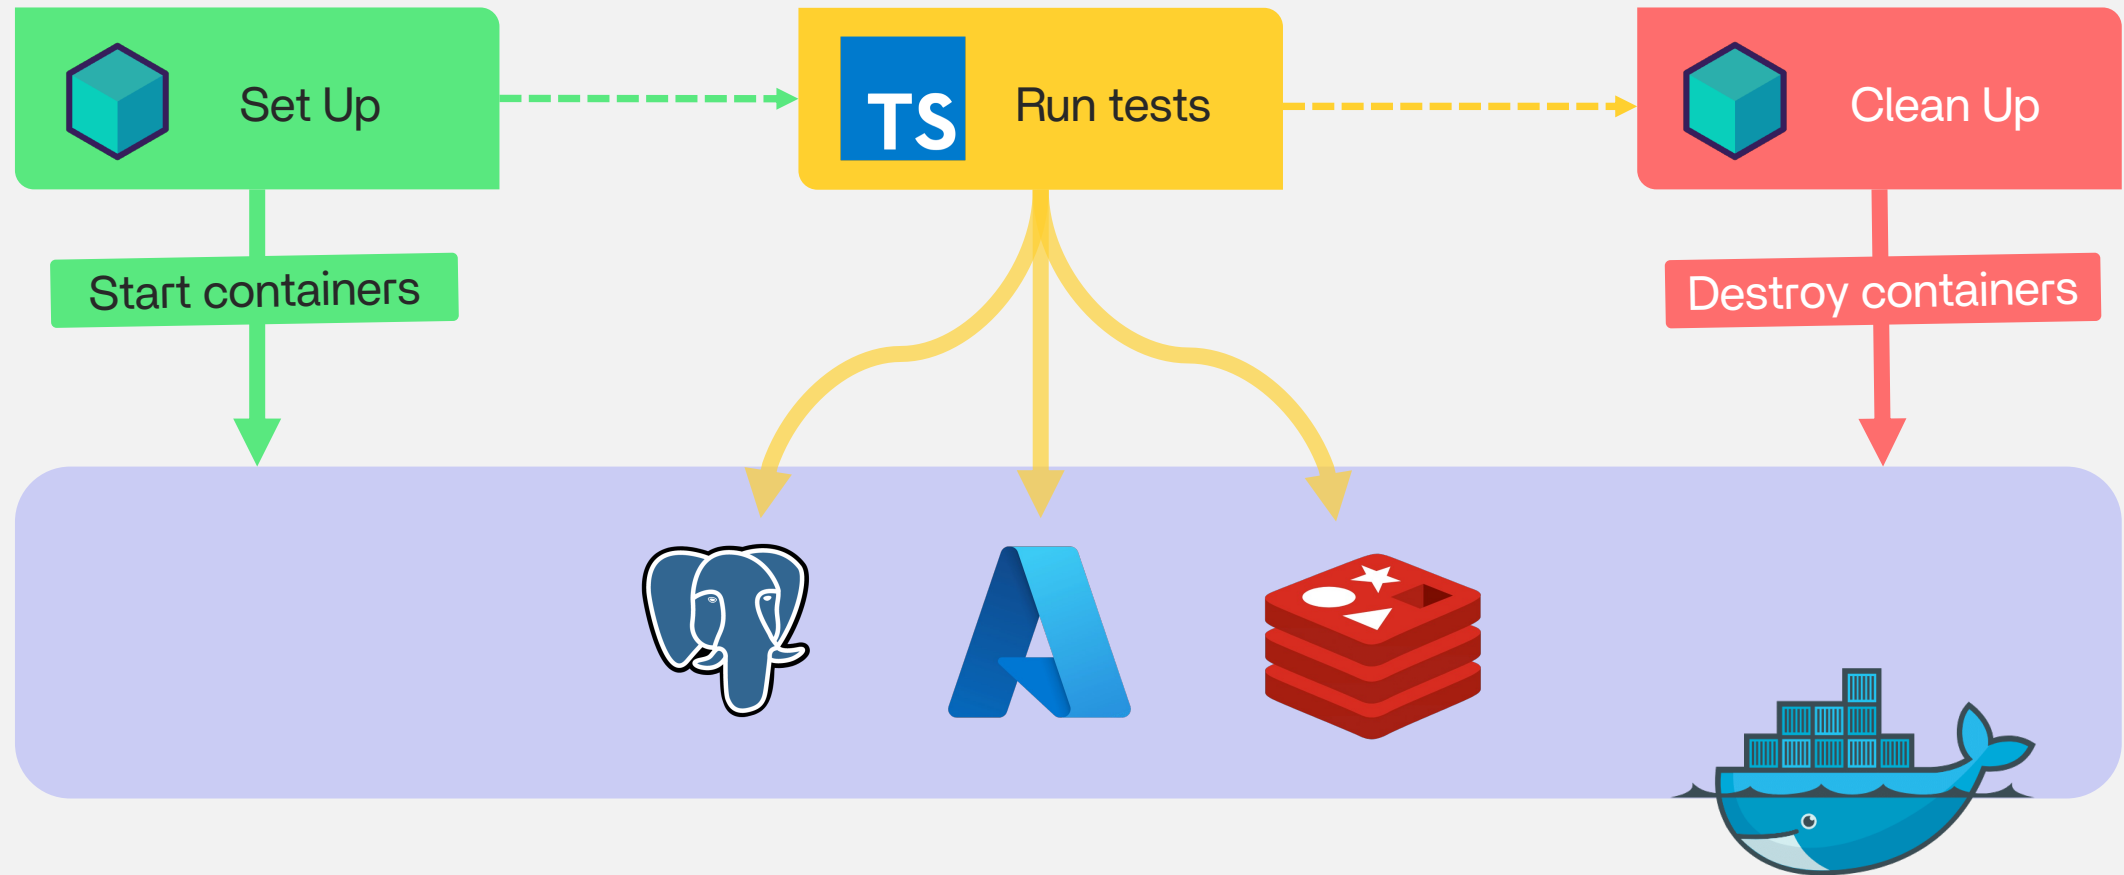 Set Up
TS
Run tests
Clean Up
Start containers
Destroy containers